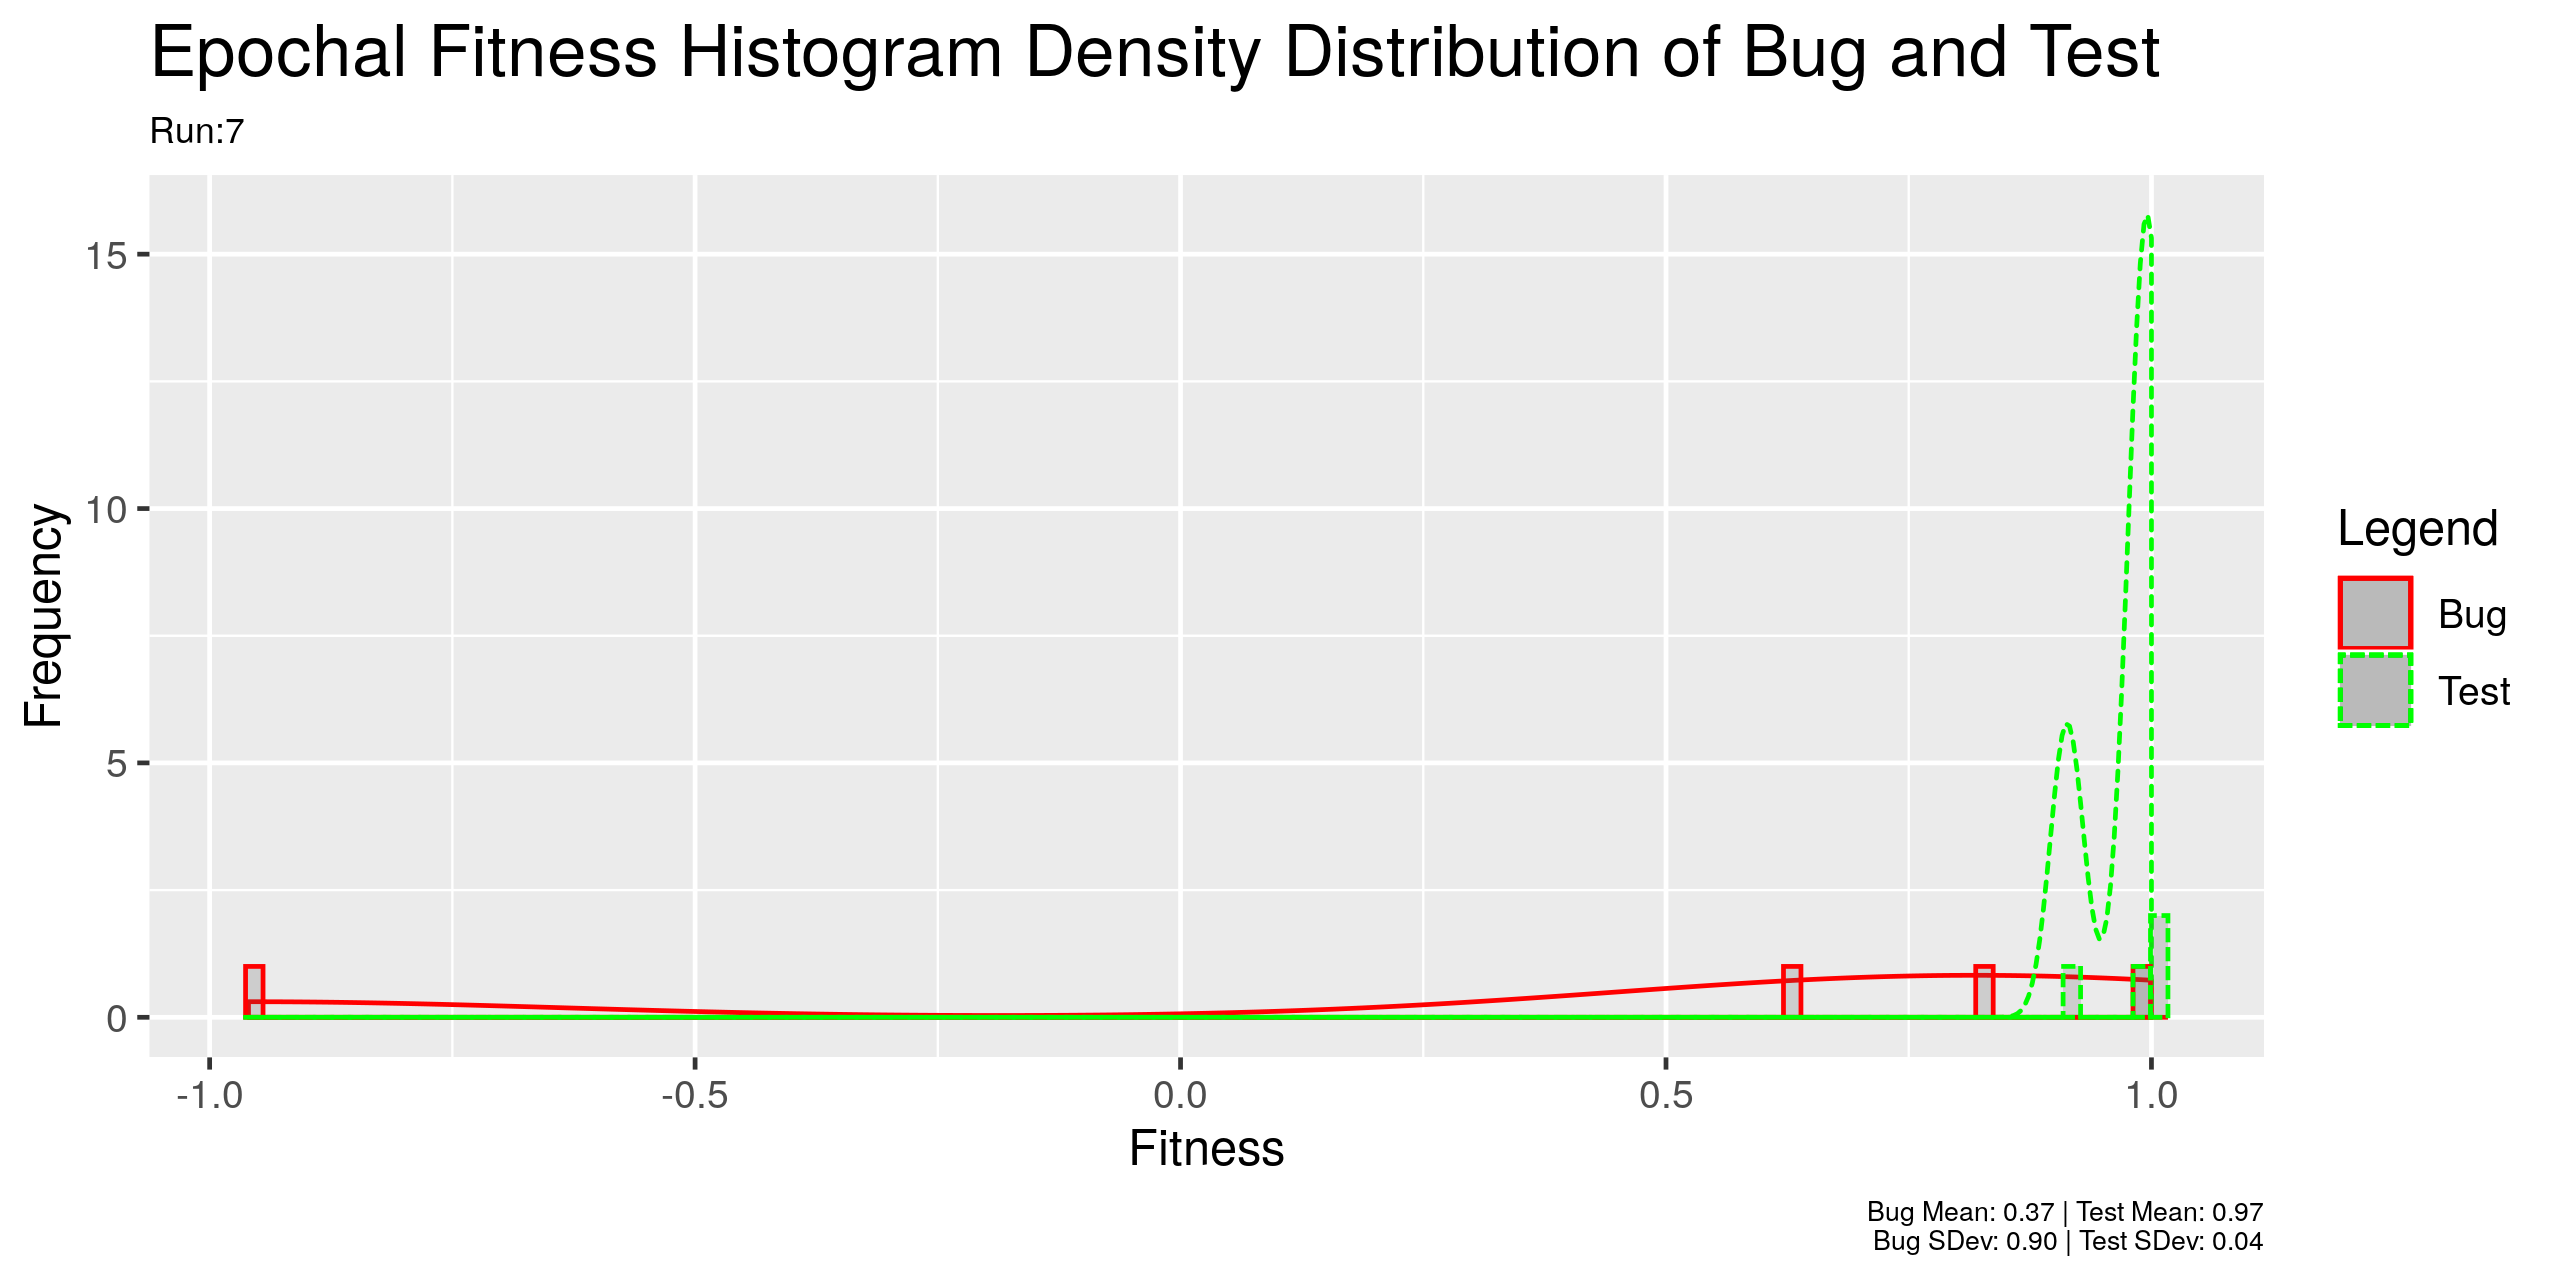 Epochal Fitness Histogram Density Distribution of Bug and Test
Run:7
15
10
5
0
Frequency
-1.0
-0.5
0.0
0.5
1.0
Fitness
Legend
Bug
Test
Bug Mean: 0.37 | Test Mean: 0.97
Bug SDev: 0.90 | Test SDev: 0.04